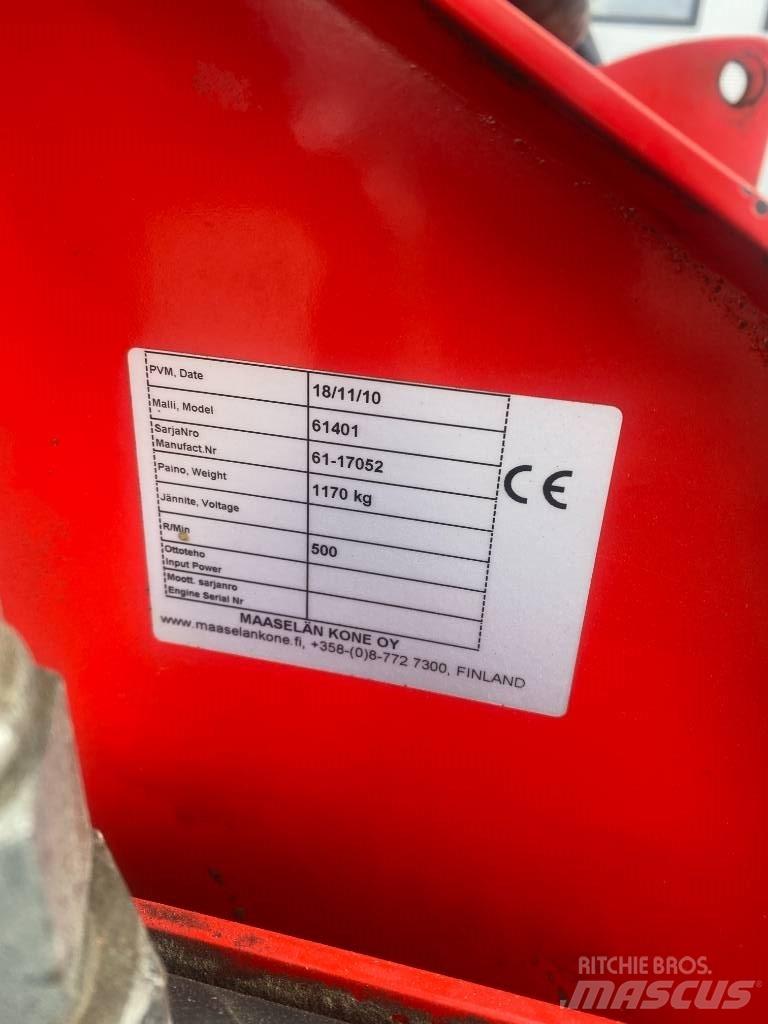 PVM, Date 18/11/10
Malli, Model 61401
SarjaNro
Manufact.Nr 61-17052
Paino, Weight 1170 kg
Jännite, Voltage
R/Min 500
Ottoteho
Input Power
Moott. sarjanro
Engine Serial Nr
CE
MAASELÄN KONE OY
www.maaselankone.fi, +358-(0)8-772 7300, FINLAND
RITCHIE BROS.
MASCUS